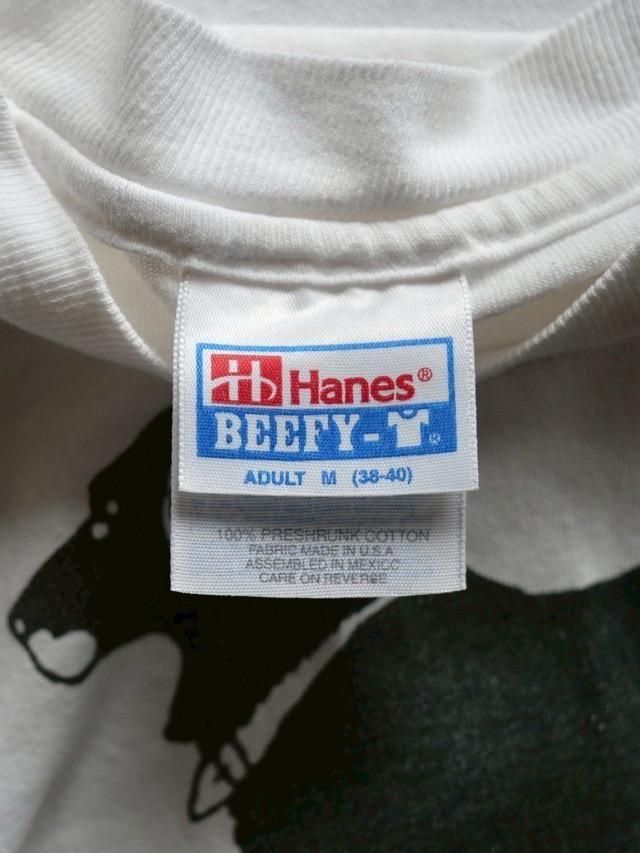 Hanes®
BEEFY-T®
ADULT M (38-40)
100% PRESHRUNK COTTON
FABRIC MADE IN U.S.A
ASSEMBLED IN MEXICO
CARE ON REVERSE